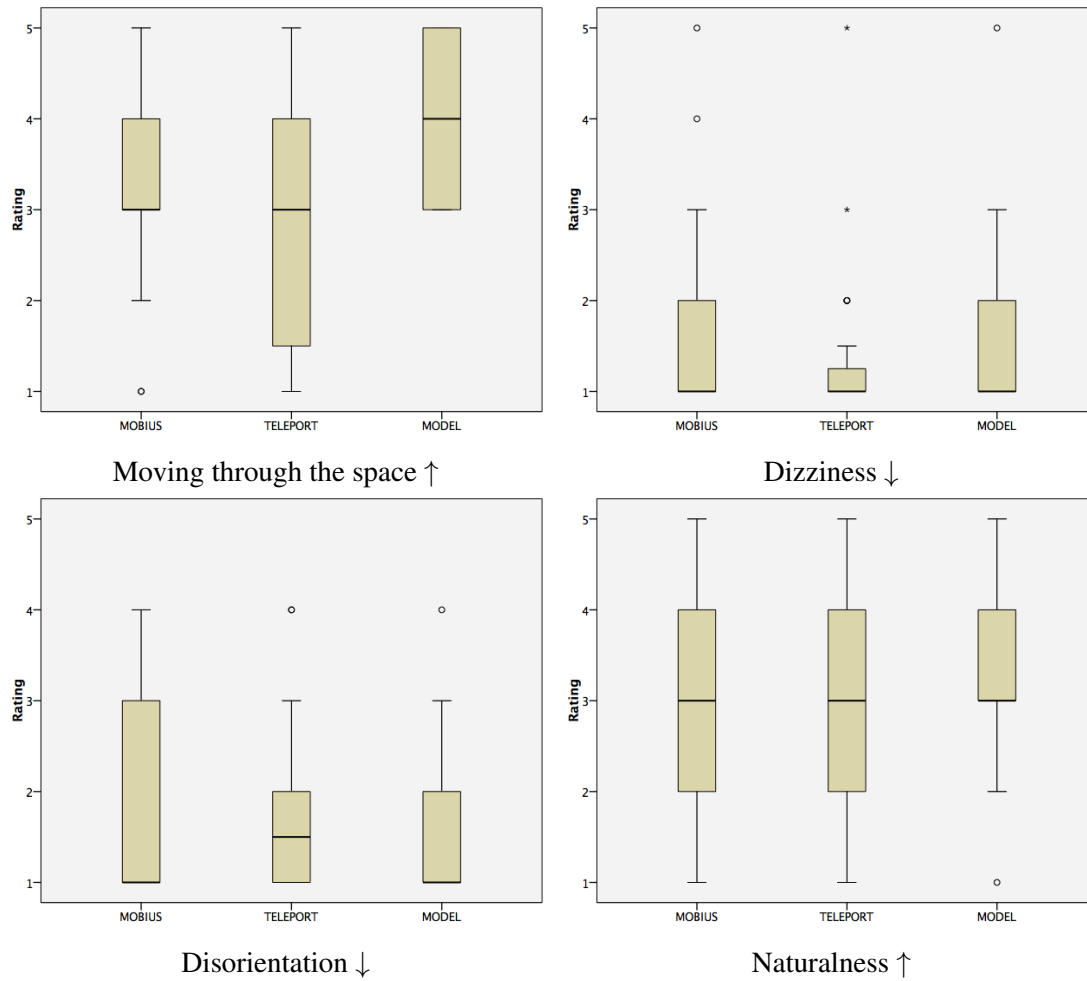 5
4
3
2
1
Rating
MOBIUS TELEPORT MODEL
Moving through the space ↑
5
4
3
2
1
Rating
MOBIUS TELEPORT MODEL
Dizziness ↓
5
4
3
2
1
Rating
MOBIUS TELEPORT MODEL
Disorientation ↓
5
4
3
2
1
Rating
MOBIUS TELEPORT MODEL
Naturalness ↑